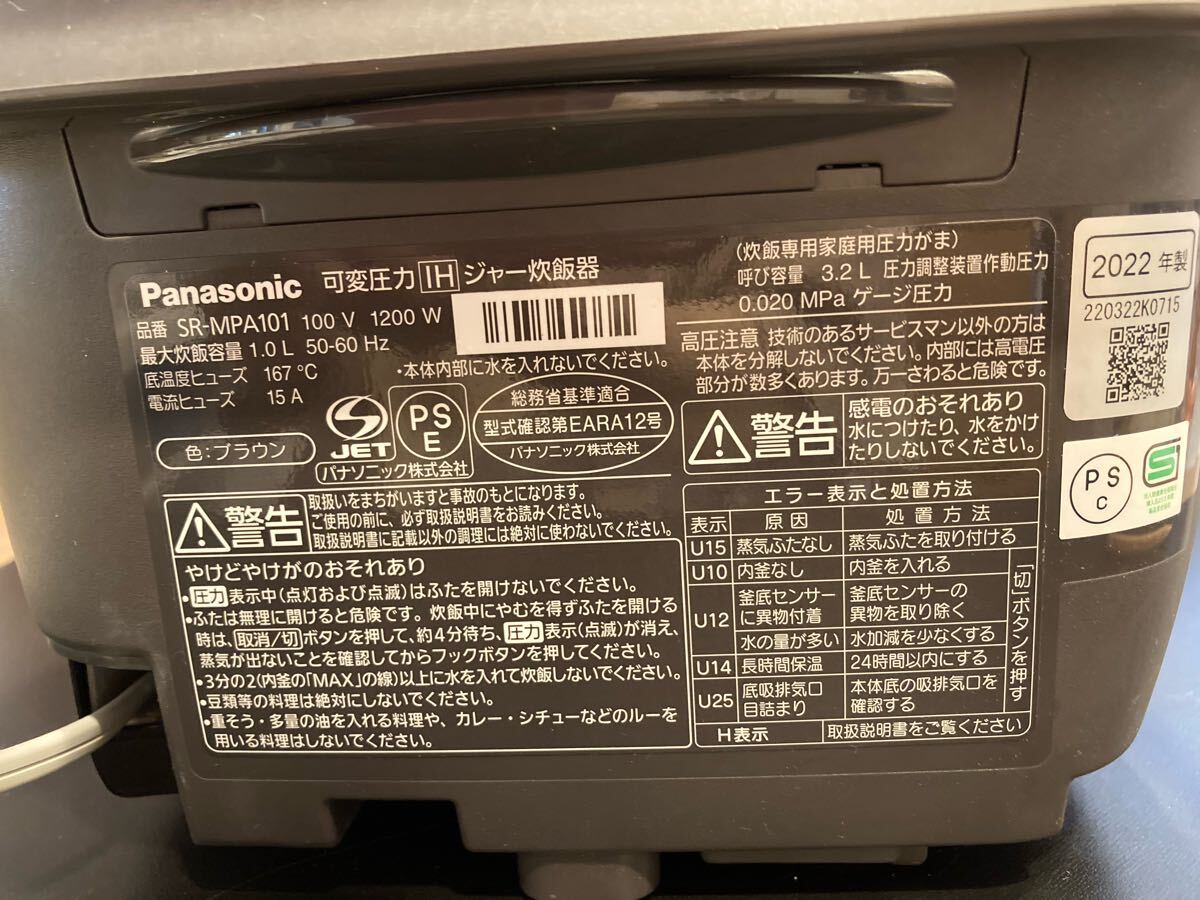 Panasonic 可変圧力 IH ジャー炊飯器
品番 SR-MPA101 100 V 1200 W
最大炊飯容量 1.0 L 50-60 Hz
低温度ヒューズ 167 ℃
電流ヒューズ 15 A
・本体内部に水を入れないでください。
色:ブラウン
JET
PS
E
パナソニック株式会社
総務省基準適合
型式確認第EARA12号
パナソニック株式会社
(炊飯専用家庭用圧力がま)
呼び容量 3.2 L 圧力調整装置作動圧力
0.020 MPa ゲージ圧力
高圧注意 技術のあるサービスマン以外の方は
本体を分解しないでください。内部には高電圧
部分が数多くあります。万一さわると危険です。
警告
感電のおそれあり
水につけたり、水をかけ
たりしないでください。
2022 年製
220322K0715
PS
C
S
警告
取扱いをまちがいますと事故のもとになります。
ご使用の前に、必ず取扱説明書をお読みください。
取扱説明書に記載以外の調理には絶対に使わないでください。
やけどやけがのおそれあり
・圧力表示中(点灯および点滅)はふたを開けないでください。
・ふたは無理に開けると危険です。炊飯中にやむを得ずふたを開ける
時は、取消/切ボタンを押して、約4分待ち、圧力表示(点滅)が消え、
蒸気が出ないことを確認してからフックボタンを押してください。
・3分の2(内釜の「MAX」の線)以上に水を入れて炊飯しないでください。
・豆類等の料理は絶対にしないでください。
・重そう・多量の油を入れる料理や、カレー・シチューなどのルーを
用いる料理はしないでください。
エラー表示と処置方法
表示 原因 処置方法
U15 蒸気ふたなし 蒸気ふたを取り付ける
U10 内釜なし 内釜を入れる
U12 釜底センサーに異物付着 釜底センサーの異物を取り除く
水の量が多い 水加減を少なくする
U14 長時間保温 24時間以内にする
U25 底吸排気口目詰まり 本体底の吸排気口を確認する
「切」ボタンを押す
H表示 取扱説明書をご覧ください